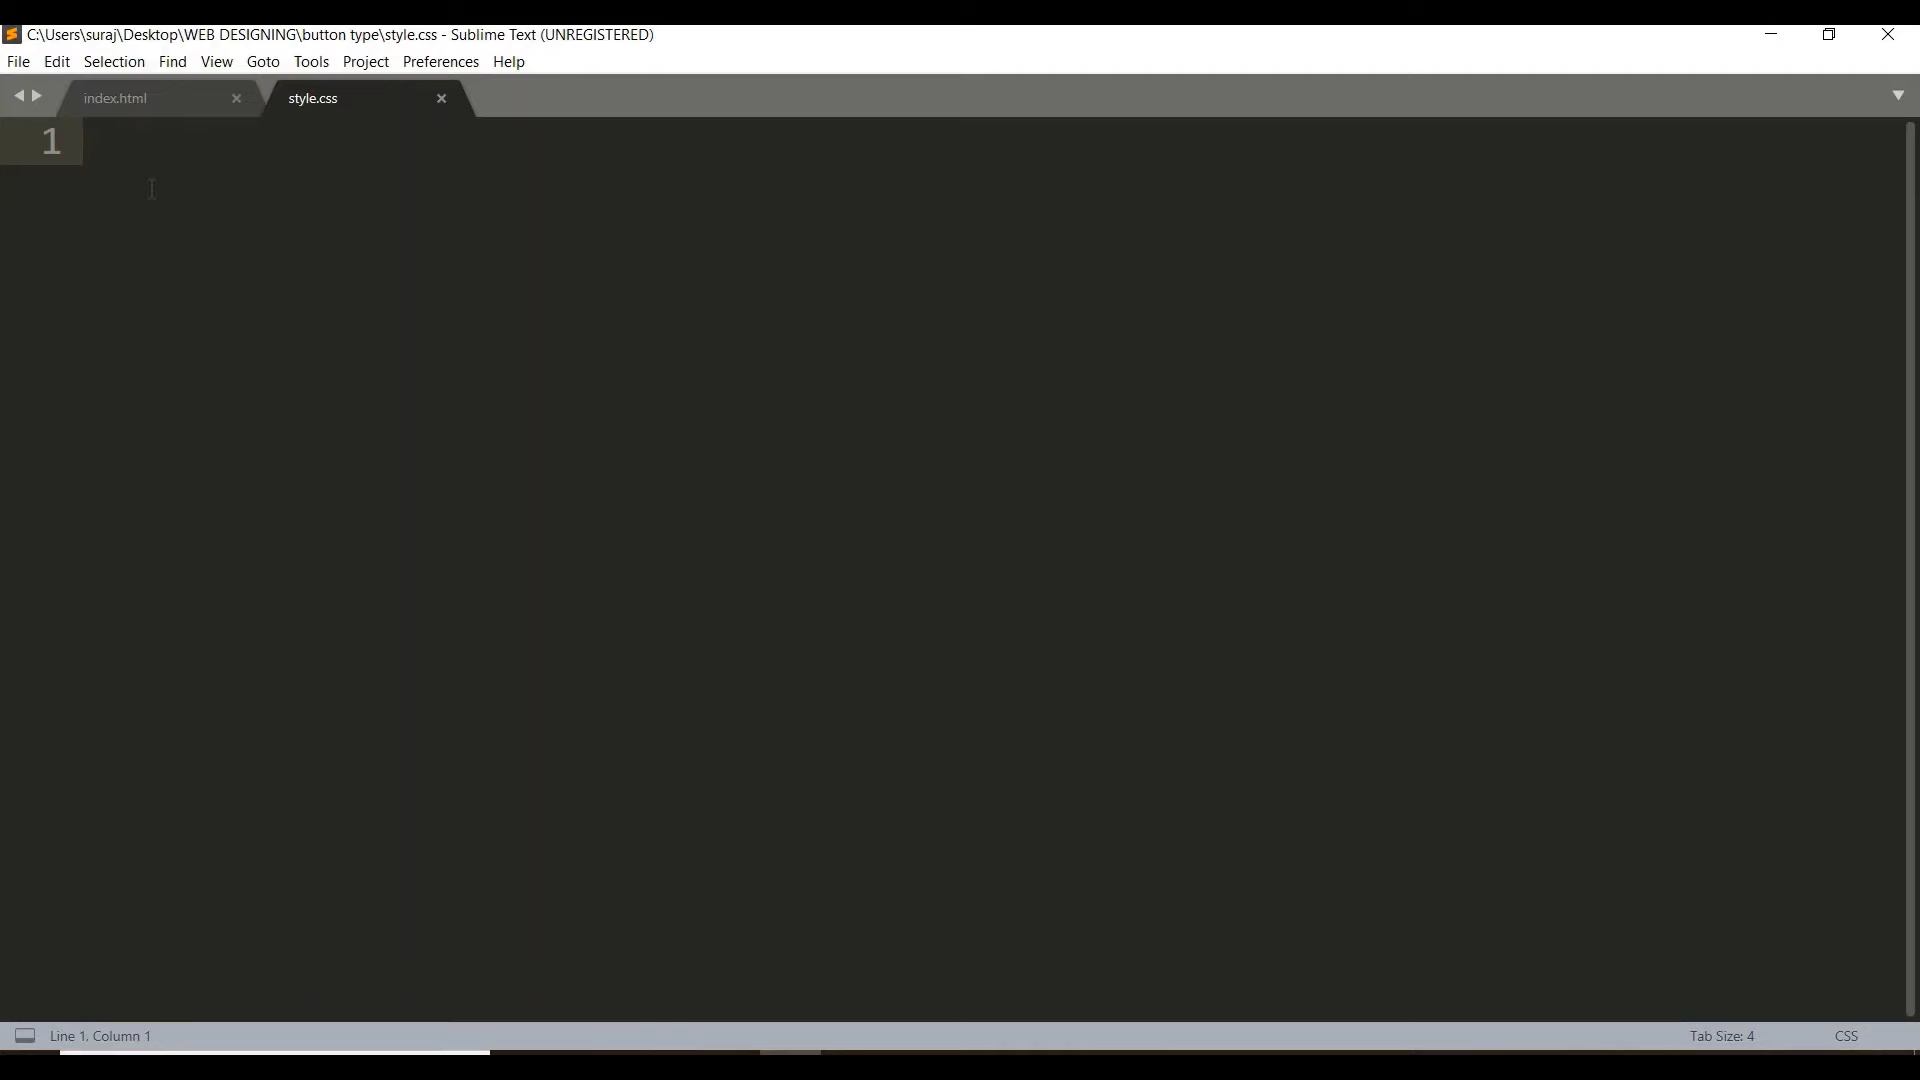 C:\Users\suraj\Desktop\WEB DESIGNING\button type\style.css - Sublime Text (UNREGISTERED)
File Edit Selection Find View Goto Tools Project Preferences Help
index.html style.css
1
Line 1, Column 1 Tab Size: 4 CSS